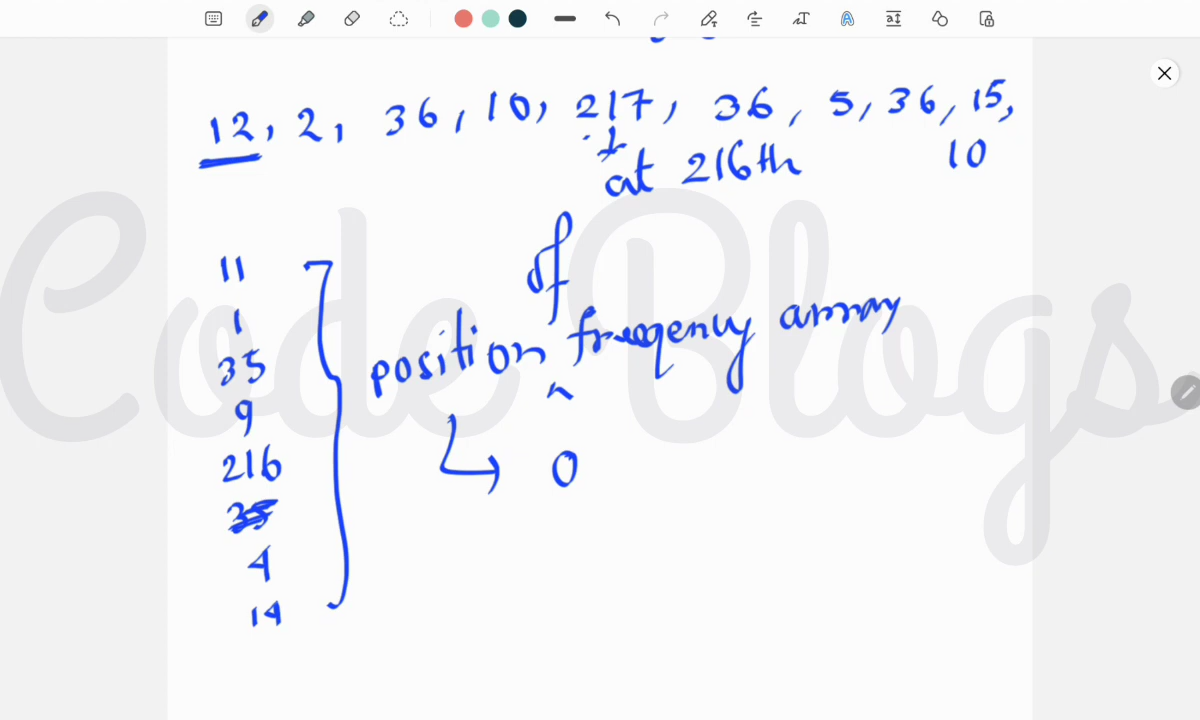 12, 2, 36, 10, 217, 36, 5, 36, 15,
10
at 216th
11
1
35
9
216
35
4
14
of
position ^ freqency array
0
Code Blogs